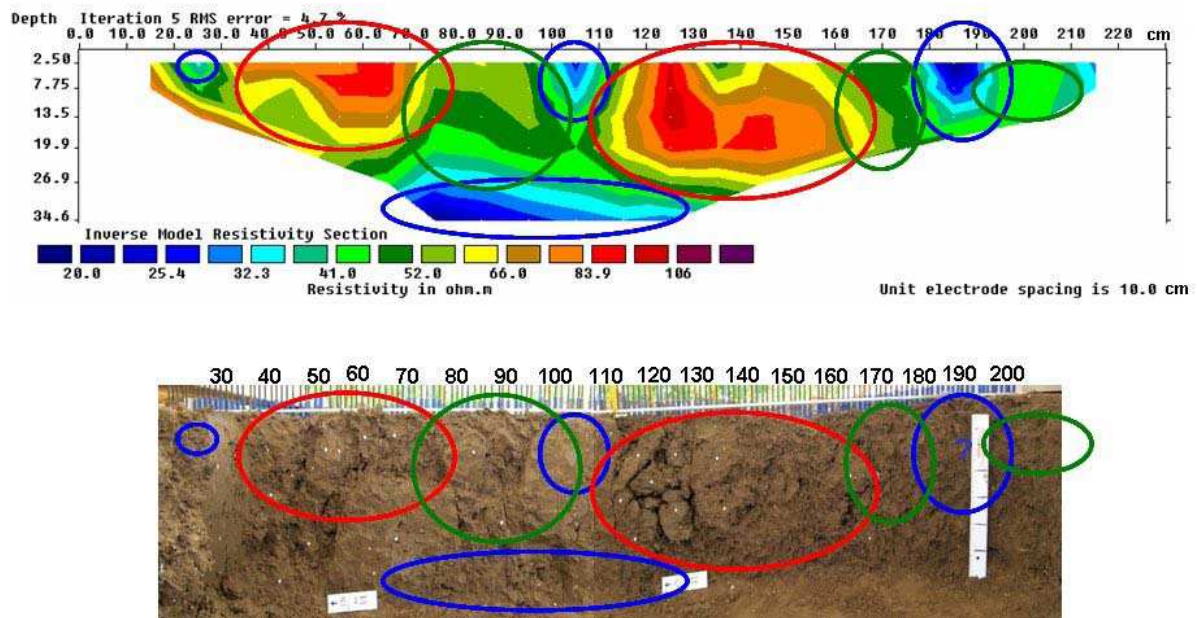 Depth Iteration 5 RMS error = 4.7 %
0.0 10.0 20.0 30.0 40.0 50.0 60.0 70.0 80.0 90.0 100 110 120 130 140 150 160 170 180 190 200 210 220 cm
2.50
7.75
13.5
19.9
26.9
34.6
Inverse Model Resistivity Section
20.0 25.4 32.3 41.0 52.0 66.0 83.9 106
Resistivity in ohm.m Unit electrode spacing is 10.0 cm
30 40 50 60 70 80 90 100 110 120 130 140 150 160 170 180 190 200
?